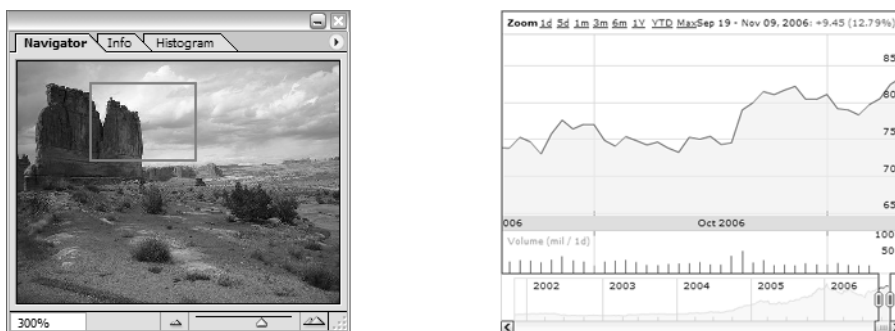 Navigator Info Histogram
300%
Zoom 1d 5d 1m 3m 6m 1Y YTD Max Sep 19 - Nov 09, 2006: +9.45 (12.79%)
85
80
75
70
65
006 Oct 2006
Volume (mil / 1d)
100
50
2002 2003 2004 2005 2006